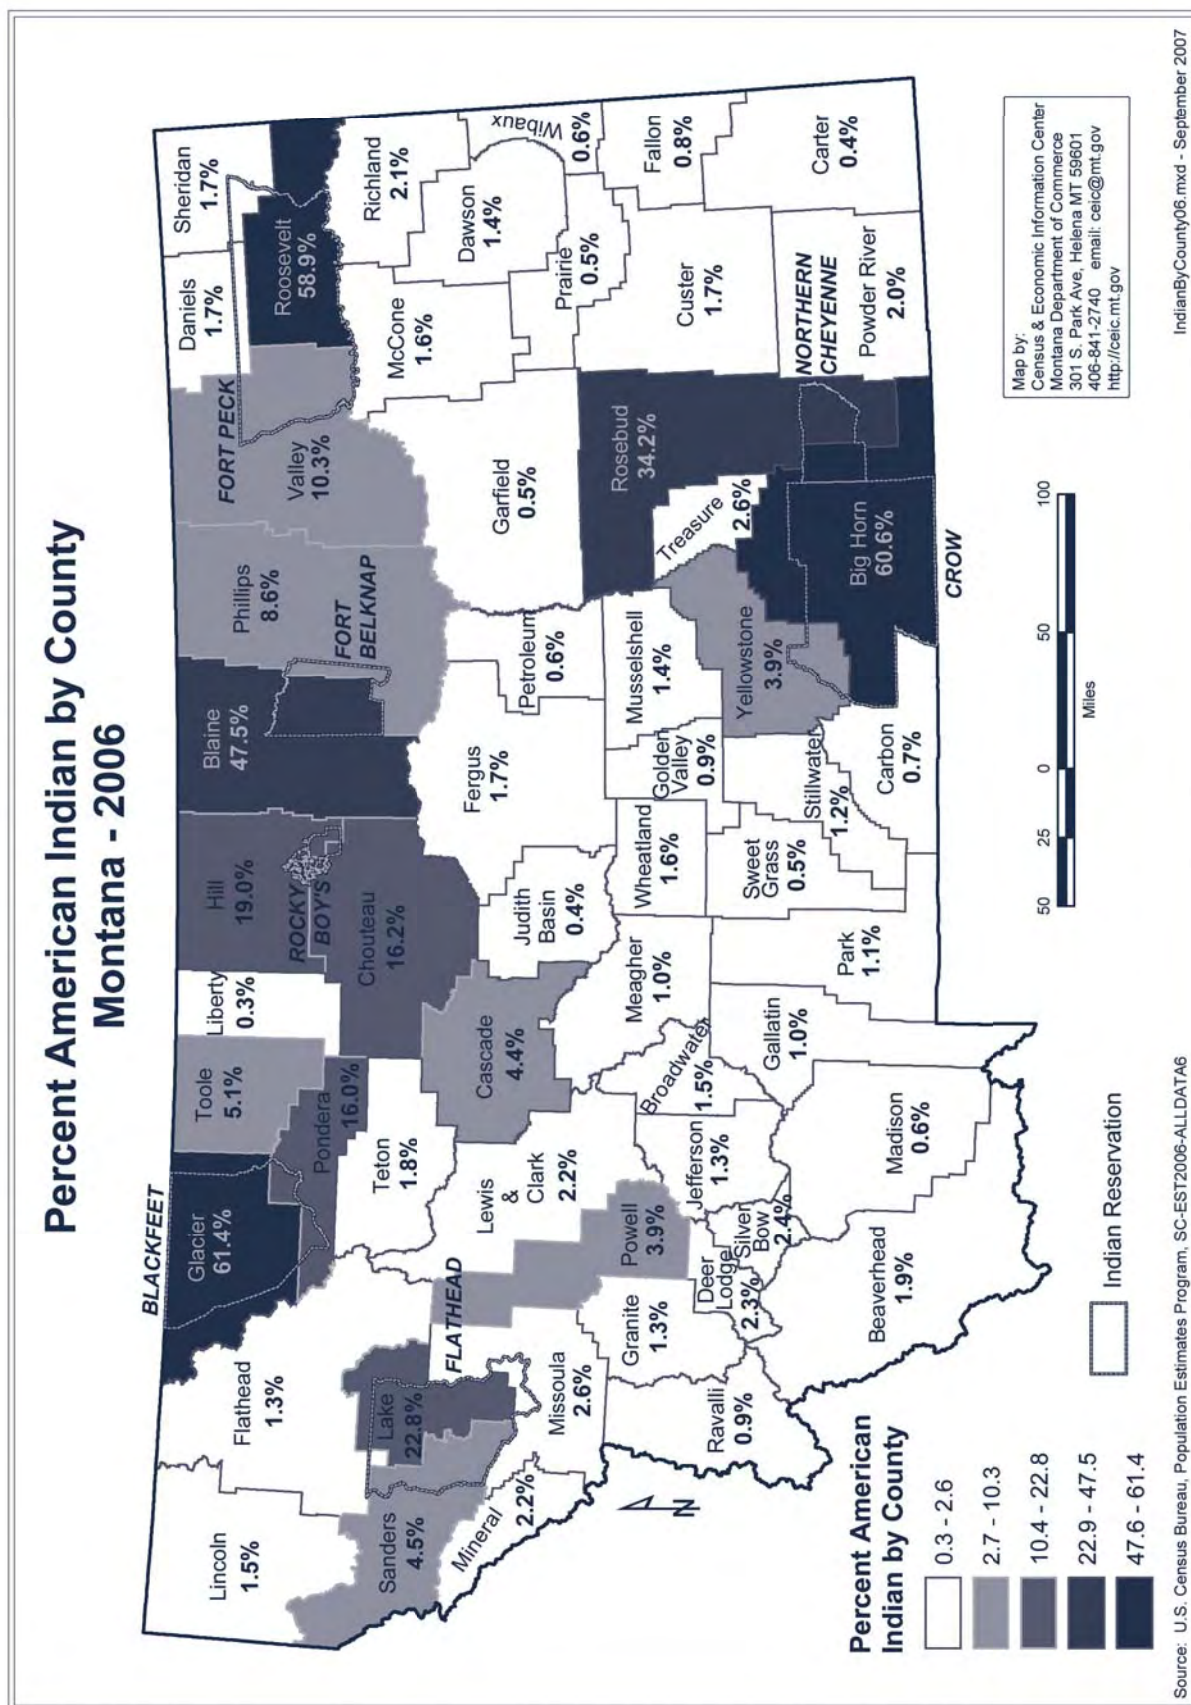 Percent American Indian by County
Montana - 2006
BLACKFEET
Lincoln
1.5%
Flathead
1.3%
Glacier
61.4%
Toole
5.1%
Liberty
0.3%
Hill
19.0%
Blaine
47.5%
Phillips
8.6%
FORT PECK
Valley
10.3%
Daniels
1.7%
Sheridan
1.7%
Roosevelt
58.9%
Pondera
16.0%
ROCKY
BOY'S
FORT
BELKNAP
Chouteau
16.2%
Teton
1.8%
Richland
2.1%
McCone
1.6%
Dawson
1.4%
Wibaux
0.6%
Prairie
0.5%
Garfield
0.5%
Petroleum
0.6%
Fergus
1.7%
Judith
Basin
0.4%
Cascade
4.4%
Lewis
&
Clark
2.2%
FLATHEAD
Lake
22.8%
Sanders
4.5%
Mineral
2.2%
Missoula
2.6%
Powell
3.9%
Granite
1.3%
Ravalli
0.9%
Deer
Lodge
2.3%
Silver
Bow
2.4%
Jefferson
1.3%
Broadwater
1.5%
Meagher
1.0%
Wheatland
1.6%
Golden
Valley
0.9%
Musselshell
1.4%
Treasure
2.6%
Rosebud
34.2%
Custer
1.7%
Fallon
0.8%
Carter
0.4%
Powder River
2.0%
NORTHERN
CHEYENNE
Big Horn
60.6%
CROW
Yellowstone
3.9%
Stillwater
1.2%
Carbon
0.7%
Sweet
Grass
0.5%
Park
1.1%
Gallatin
1.0%
Madison
0.6%
Beaverhead
1.9%
N
Percent American
Indian by County
0.3 - 2.6
2.7 - 10.3
10.4 - 22.8
22.9 - 47.5
47.6 - 61.4
Indian Reservation
50 25 0 50 100
Miles
Map by:
Census & Economic Information Center
Montana Department of Commerce
301 S. Park Ave, Helena MT 59601
406-841-2740 email: ceic@mt.gov
http://ceic.mt.gov
Source: U.S. Census Bureau, Population Estimates Program, SC-EST2006-ALLDATA6
IndianByCounty06.mxd - September 2007